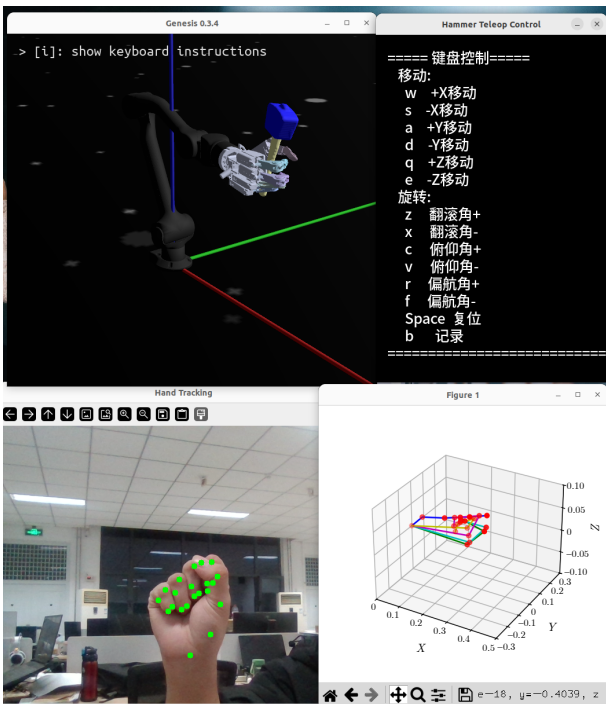 Genesis 0.3.4
-> [i]: show keyboard instructions
Hammer Teleop Control
===== 键盘控制=====
移动:
w +X移动
s -X移动
a +Y移动
d -Y移动
q +Z移动
e -Z移动
旋转:
z 翻滚角+
x 翻滚角-
c 俯仰角+
v 俯仰角-
r 偏航角+
f 偏航角-
Space 复位
b 记录
==========================
Hand Tracking
Figure 1
0.10
0.05
0
−0.05
−0.10
Z
0.3
0.2
0.1
0
−0.1
−0.2
−0.3
Y
0
0.1
0.2
0.3
0.4
0.5
X
e−18, y=−0.4039, z